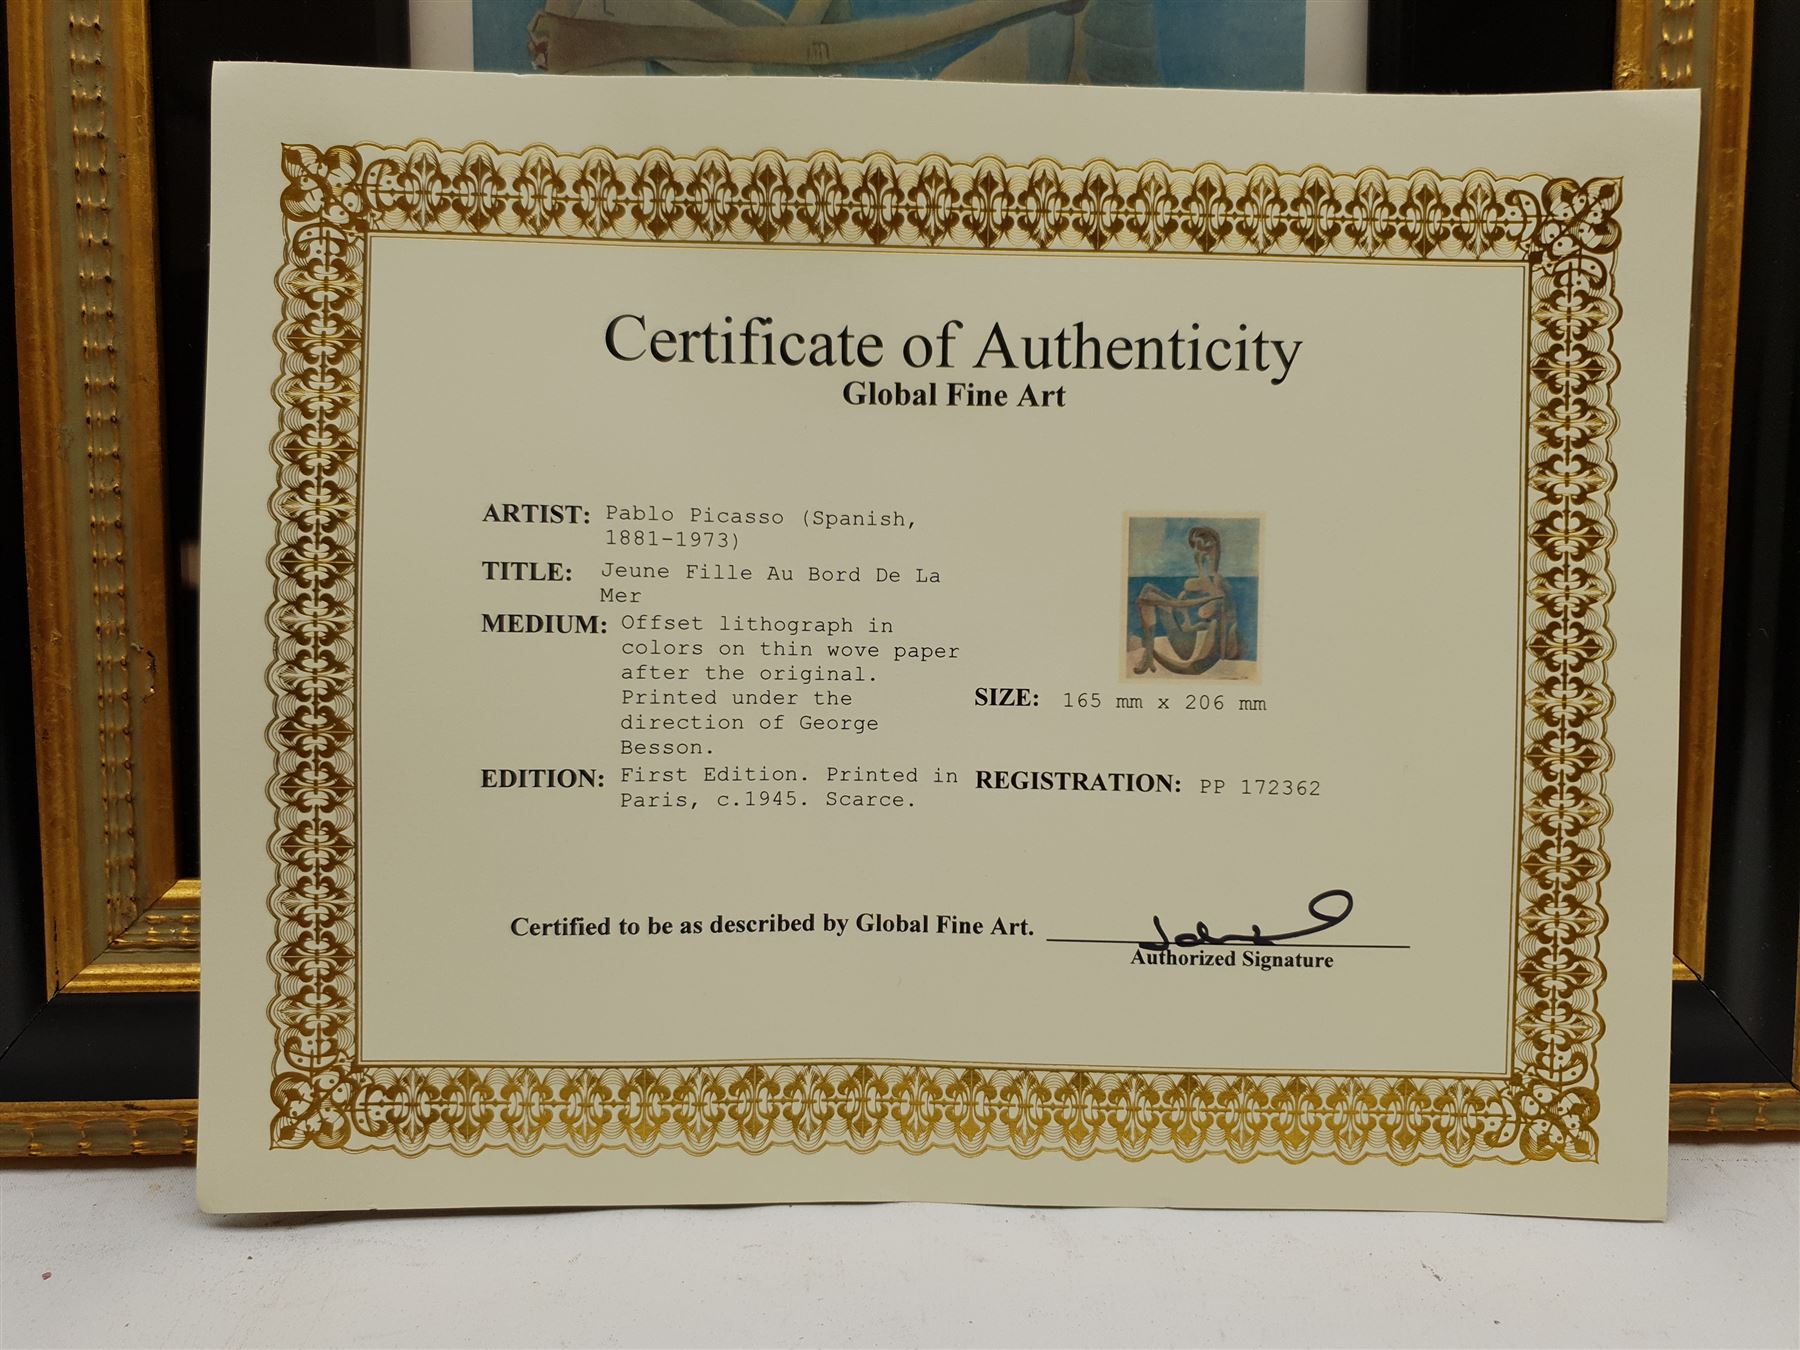 Certificate of Authenticity
Global Fine Art
ARTIST: Pablo Picasso (Spanish,
1881-1973)
TITLE: Jeune Fille Au Bord De La
Mer
MEDIUM: Offset lithograph in
colors on thin wove paper
after the original.
Printed under the
direction of George
Besson.
SIZE: 165 mm x 206 mm
EDITION: First Edition. Printed in
Paris, c.1945. Scarce.
REGISTRATION: PP 172362
Certified to be as described by Global Fine Art.
Authorized Signature